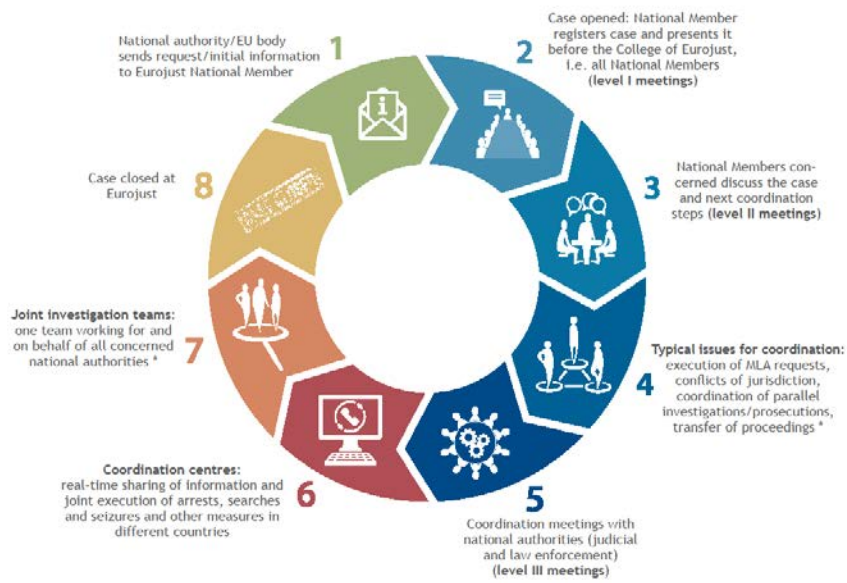 1
National authority/EU body
sends request/initial information
to Eurojust National Member
2
Case opened: National Member
registers case and presents it
before the College of Eurojust,
i.e. all National Members
(level I meetings)
3
National Members con-
cerned discuss the case
and next coordination
steps (level II meetings)
4
Typical issues for coordination:
execution of MLA requests,
conflicts of jurisdiction,
coordination of parallel
investigations/prosecutions,
transfer of proceedings *
5
Coordination meetings with
national authorities (judicial
and law enforcement)
(level III meetings)
6
Coordination centres:
real-time sharing of information and
joint execution of arrests, searches
and seizures and other measures in
different countries
7
Joint investigation teams:
one team working for and
on behalf of all concerned
national authorities *
8
Case closed at
Eurojust